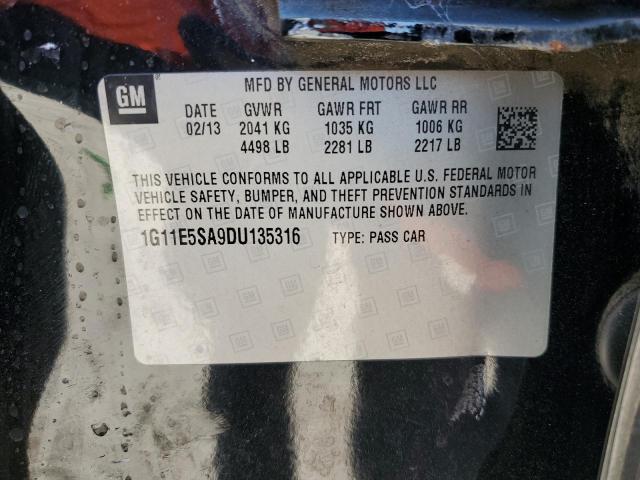 GM
MFD BY GENERAL MOTORS LLC
DATE GVWR GAWR FRT GAWR RR
02/13 2041 KG 1035 KG 1006 KG
4498 LB 2281 LB 2217 LB
THIS VEHICLE CONFORMS TO ALL APPLICABLE U.S. FEDERAL MOTOR
VEHICLE SAFETY, BUMPER, AND THEFT PREVENTION STANDARDS IN
EFFECT ON THE DATE OF MANUFACTURE SHOWN ABOVE.
1G11E5SA9DU135316 TYPE: PASS CAR